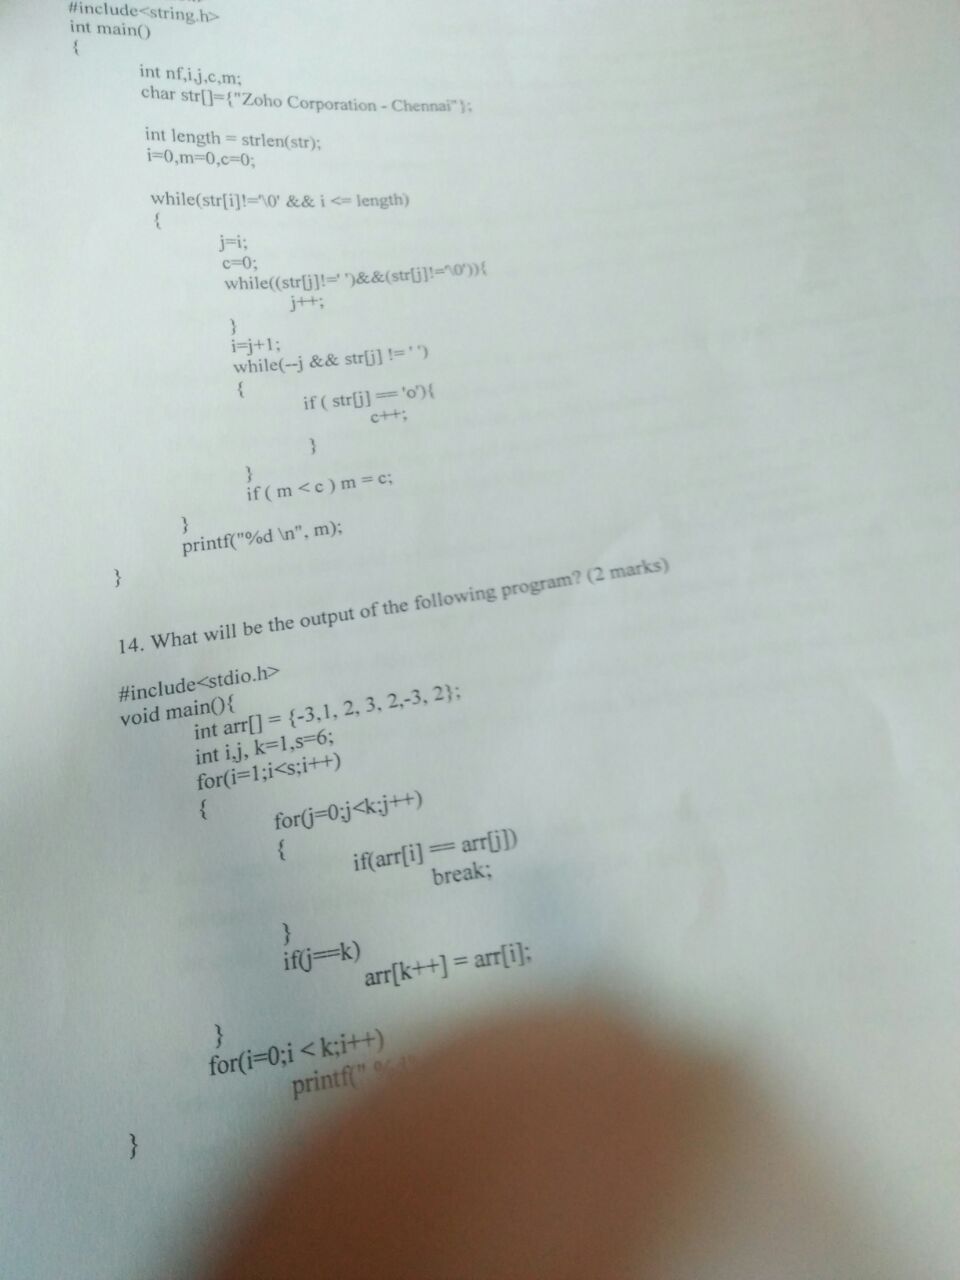 #include<string.h>
int main()
{
int nf,i,j,c,m;
char str[]={"Zoho Corporation - Chennai"};
int length = strlen(str);
i=0,m=0,c=0;
while(str[i]!='\0' && i <= length)
{
j=i;
c=0;
while((str[j]!=' ')&&(str[j]!='\0')){
j++;
}
i=j+1;
while(--j && str[j] != ' ')
{
if ( str[j] == 'o'){
c++;
}
}
if ( m < c ) m = c;
}
printf("%d \n", m);
}
14. What will be the output of the following program? (2 marks)
#include<stdio.h>
void main(){
int arr[] = {-3,1, 2, 3, 2,-3, 2};
int i,j, k=1,s=6;
for(i=1;i<s;i++)
{
for(j=0;j<k;j++)
{
if(arr[i] == arr[j])
break;
}
if(j==k)
arr[k++] = arr[i];
}
for(i=0;i < k;i++)
printf(" %d"
}